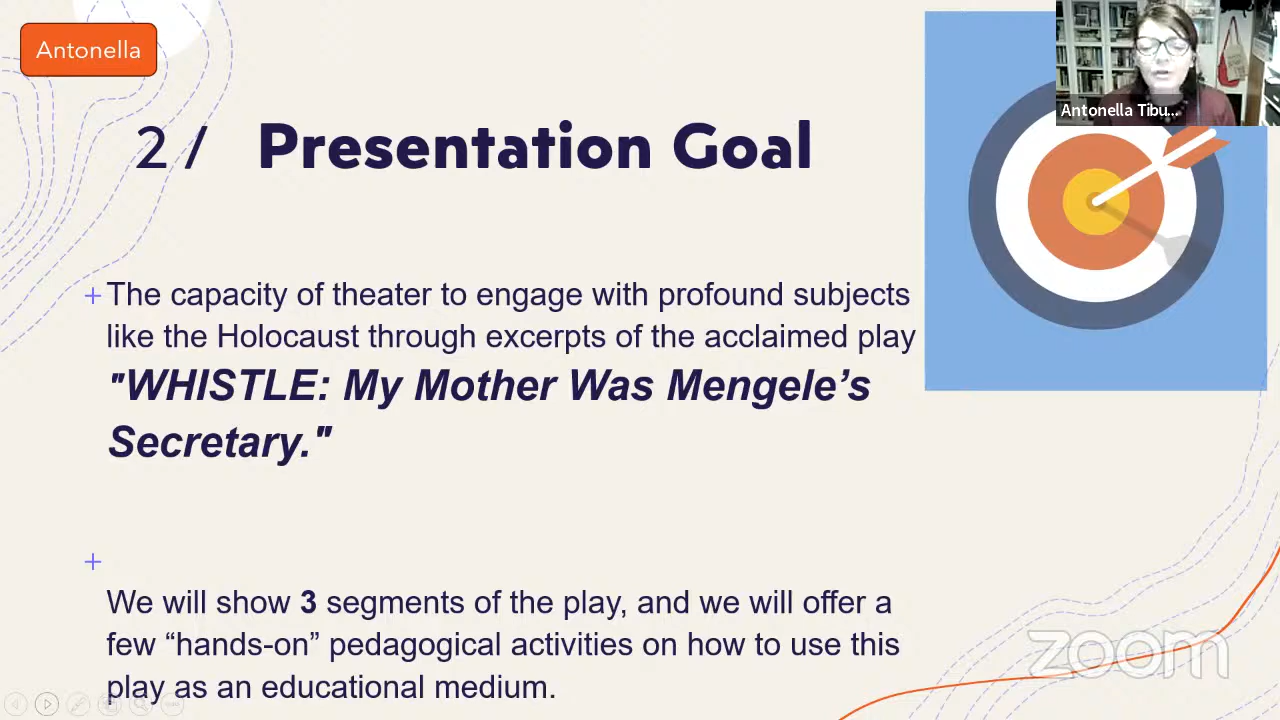 Antonella
Antonella Tibu...
2 / Presentation Goal
+ The capacity of theater to engage with profound subjects
like the Holocaust through excerpts of the acclaimed play
"WHISTLE: My Mother Was Mengele’s
Secretary."
+
We will show 3 segments of the play, and we will offer a
few “hands-on” pedagogical activities on how to use this
play as an educational medium.
zoom